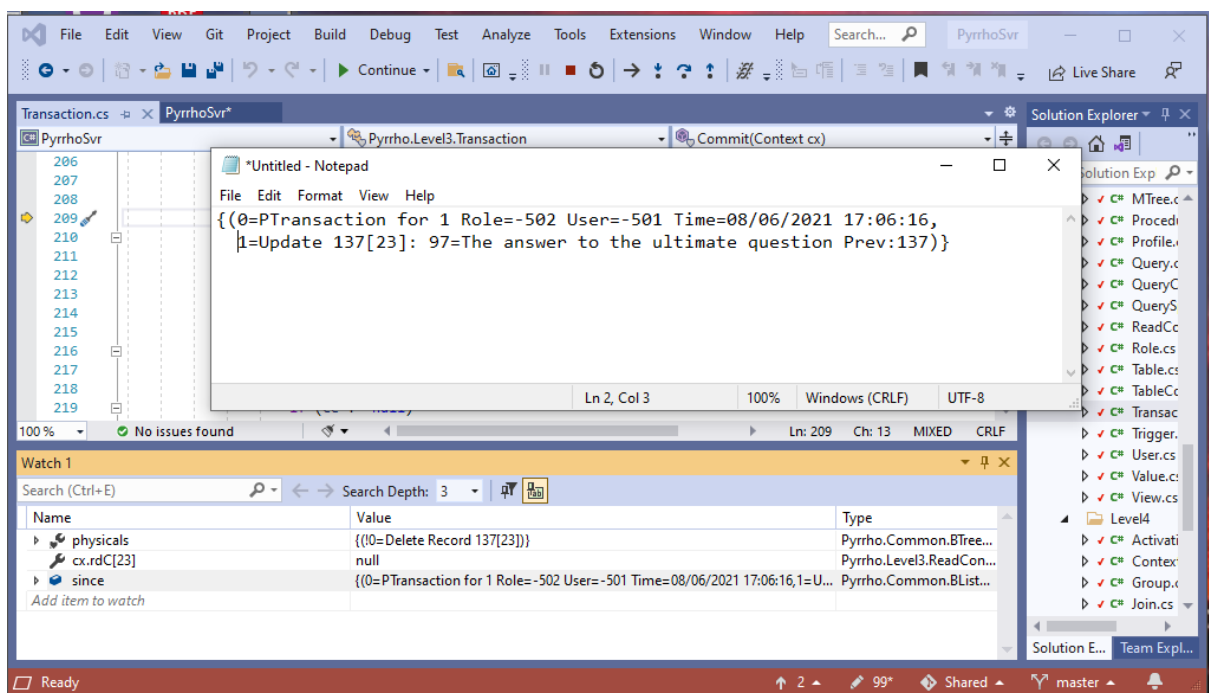 File Edit View Git Project Build Debug Test Analyze Tools Extensions Window Help Search... PyrrhoSvr
Continue Live Share
Transaction.cs PyrrhoSvr* Solution Explorer
PyrrhoSvr Pyrrho.Level3.Transaction Commit(Context cx)
206
207
208
209
210
211
212
213
214
215
216
217
218
219
*Untitled - Notepad
File Edit Format View Help
{(0=PTransaction for 1 Role=-502 User=-501 Time=08/06/2021 17:06:16,
1=Update 137[23]: 97=The answer to the ultimate question Prev:137)}
Ln 2, Col 3 100% Windows (CRLF) UTF-8
100 % No issues found Ln: 209 Ch: 13 MIXED CRLF
Solution Exp
C# MTree.c
C# Procedu
C# Profile.
C# Query.c
C# QueryC
C# QueryS
C# ReadCo
C# Role.cs
C# Table.cs
C# TableCo
C# Transac
C# Trigger.
C# User.cs
C# Value.cs
C# View.cs
Level4
C# Activati
C# Contex
C# Group.c
C# Join.cs
Solution E... Team Expl...
Watch 1
Search (Ctrl+E) Search Depth: 3
Name Value Type
physicals {(!0=Delete Record 137[23])} Pyrrho.Common.BTree...
cx.rdC[23] null Pyrrho.Level3.ReadCon...
since {(0=PTransaction for 1 Role=-502 User=-501 Time=08/06/2021 17:06:16,1=U... Pyrrho.Common.BList...
Add item to watch
Ready 2 99* Shared master